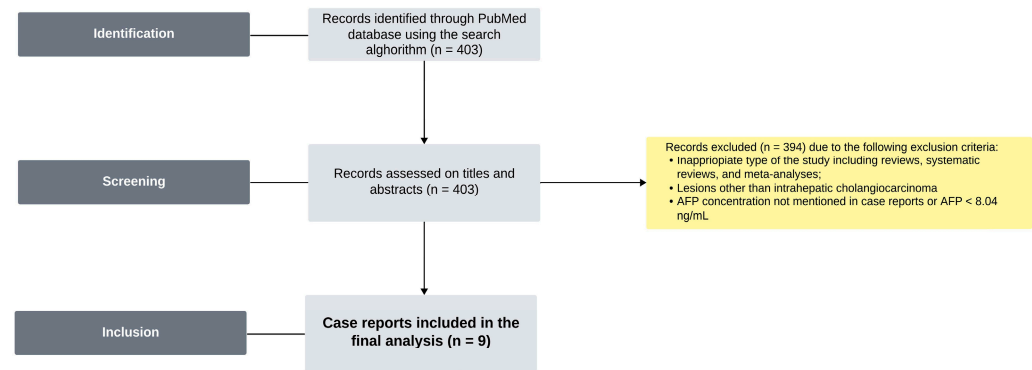 Identification
Records identified through PubMed
database using the search
alghorithm (n = 403)
Screening
Records assessed on titles and
abstracts (n = 403)
Records excluded (n = 394) due to the following exclusion criteria:
• Inappriopiate type of the study including reviews, systematic
reviews, and meta-analyses;
• Lesions other than intrahepatic cholangiocarcinoma
• AFP concentration not mentioned in case reports or AFP < 8.04
ng/mL
Inclusion
Case reports included in the
final analysis (n = 9)